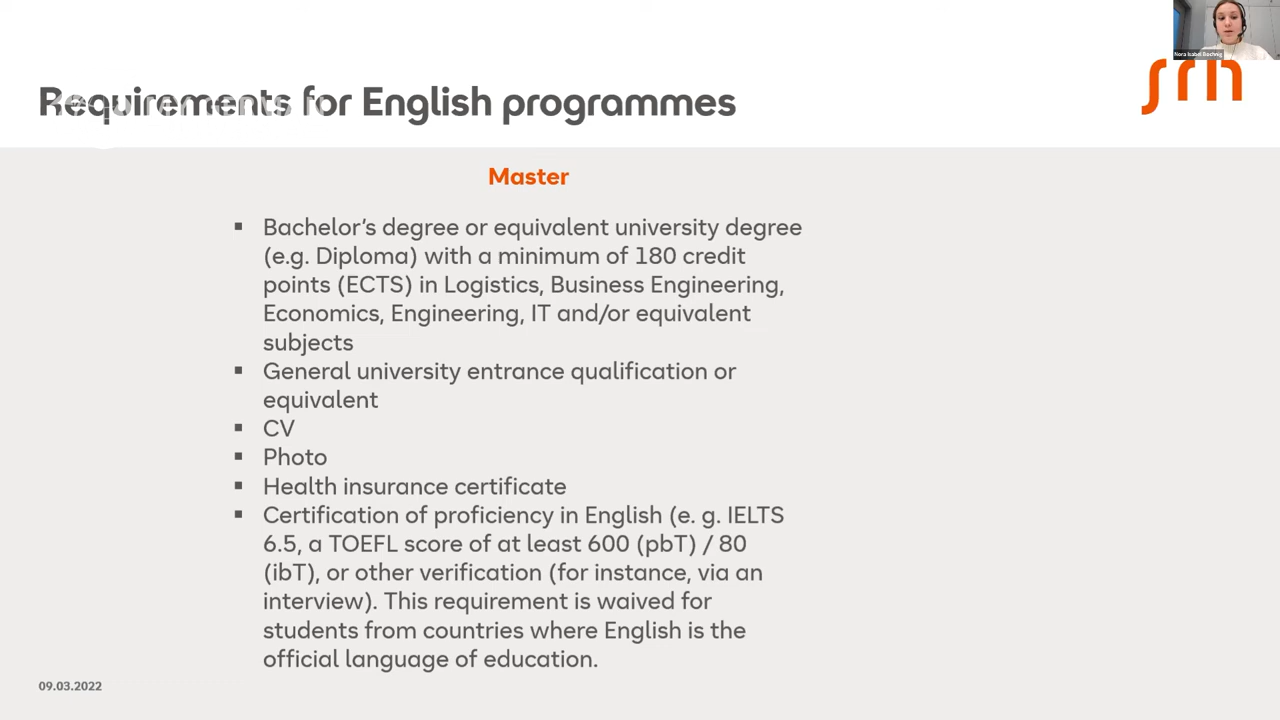 Nora Isabel
srh
Requirements for English programmes
Master
▪ Bachelor’s degree or equivalent university degree
(e.g. Diploma) with a minimum of 180 credit
points (ECTS) in Logistics, Business Engineering,
Economics, Engineering, IT and/or equivalent
subjects
▪ General university entrance qualification or
equivalent
▪ CV
▪ Photo
▪ Health insurance certificate
▪ Certification of proficiency in English (e. g. IELTS
6.5, a TOEFL score of at least 600 (pbT) / 80
(ibT), or other verification (for instance, via an
interview). This requirement is waived for
students from countries where English is the
official language of education.
09.03.2022